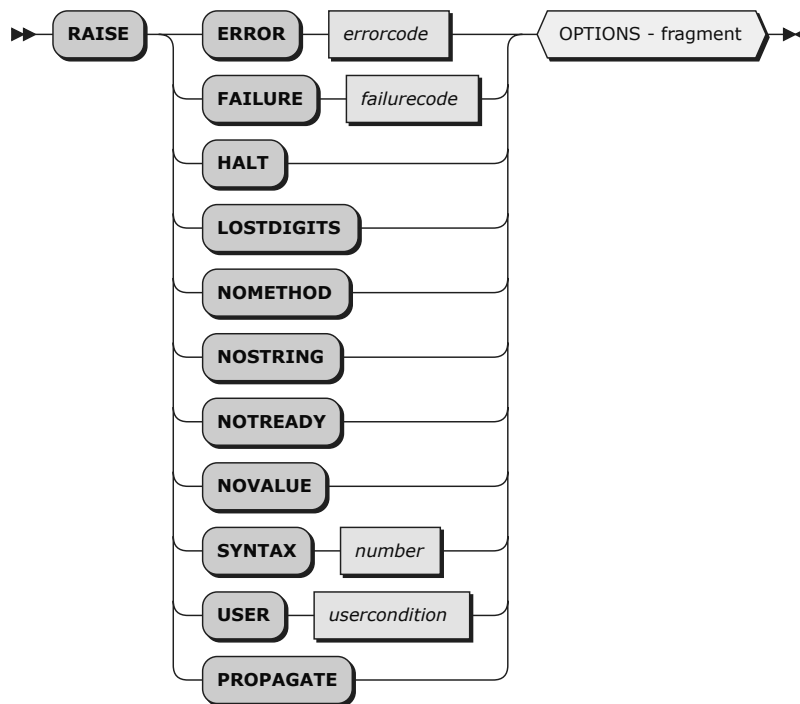 RAISE ERROR errorcode OPTIONS - fragment
FAILURE failurecode
HALT
LOSTDIGITS
NOMETHOD
NOSTRING
NOTREADY
NOVALUE
SYNTAX number
USER usercondition
PROPAGATE